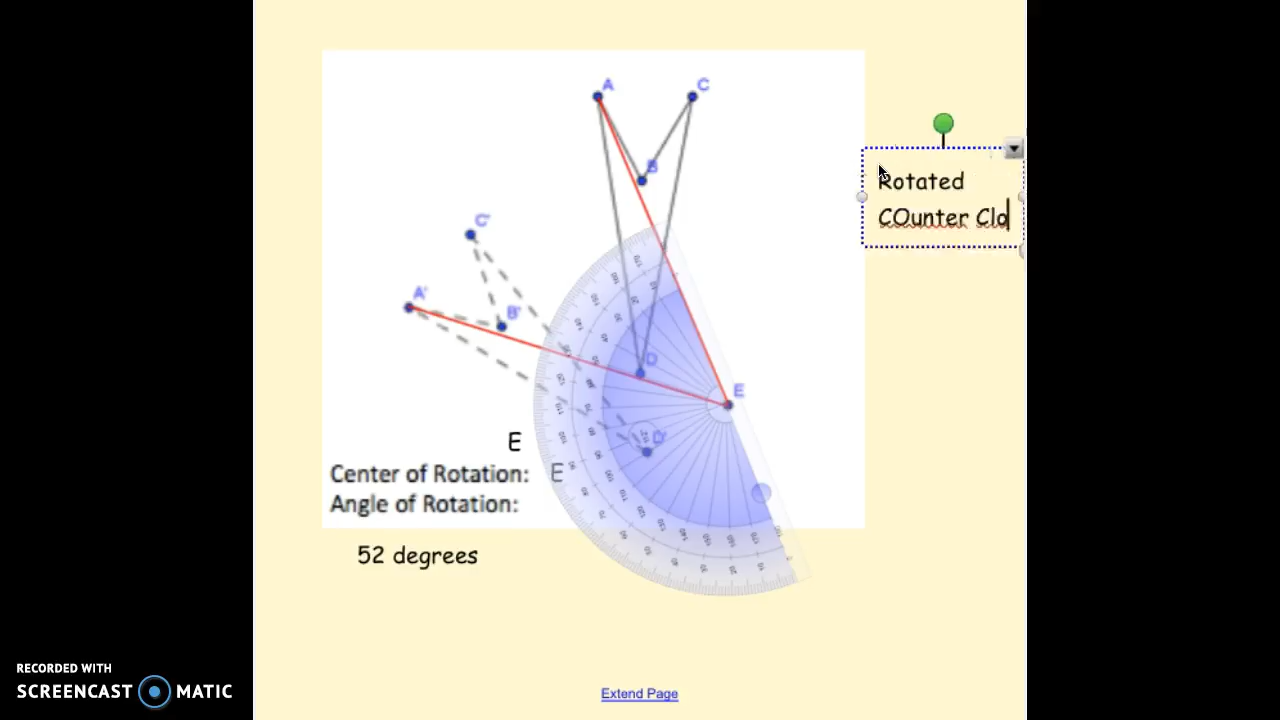 A
C
B
Rotated
COunter Clo
C'
A'
B'
D
E
D'
E
Center of Rotation: E
Angle of Rotation:
52 degrees
RECORDED WITH
SCREENCAST MATIC
Extend Page